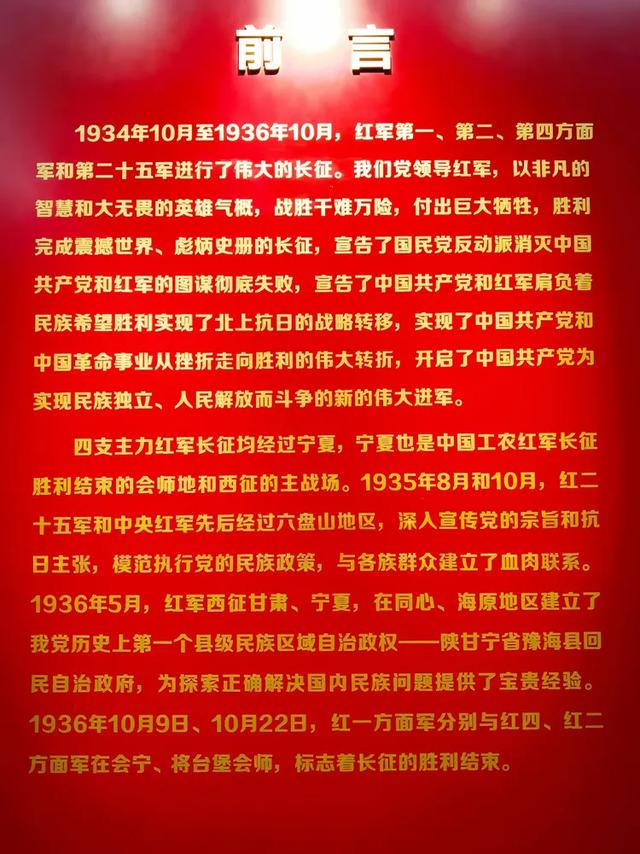 前言
1934年10月至1936年10月，红军第一、第二、第四方面
军和第二十五军进行了伟大的长征。我们党领导红军，以非凡的
智慧和大无畏的英雄气概，战胜千难万险，付出巨大牺牲，胜利
完成震撼世界、彪炳史册的长征，宣告了国民党反动派消灭中国
共产党和红军的图谋彻底失败，宣告了中国共产党和红军肩负着
民族希望胜利实现了北上抗日的战略转移，实现了中国共产党和
中国革命事业从挫折走向胜利的伟大转折，开启了中国共产党为
实现民族独立、人民解放而斗争的新的伟大进军。
四支主力红军长征均经过宁夏，宁夏也是中国工农红军长征
胜利结束的会师地和西征的主战场。1935年8月和10月，红二
十五军和中央红军先后经过六盘山地区，深入宣传党的宗旨和抗
日主张，模范执行党的民族政策，与各族群众建立了血肉联系。
1936年5月，红军西征甘肃、宁夏，在同心、海原地区建立了
我党历史上第一个县级民族区域自治政权——陕甘宁省豫海县回
民自治政府，为探索正确解决国内民族问题提供了宝贵经验。
1936年10月9日、10月22日，红一方面军分别与红四、红二
方面军在会宁、将台堡会师，标志着长征的胜利结束。